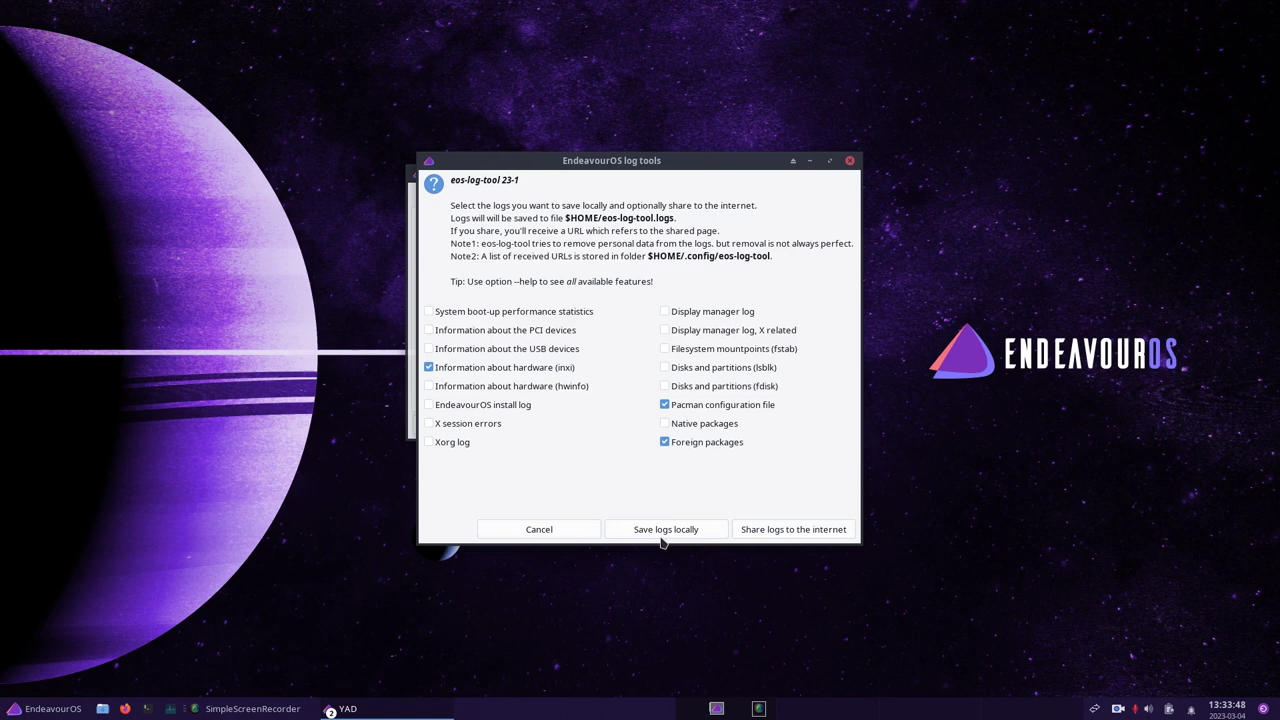 EndeavourOS log tools
eos-log-tool 23-1
Select the logs you want to save locally and optionally share to the internet.
Logs will will be saved to file $HOME/eos-log-tool.logs.
If you share, you'll receive a URL which refers to the shared page.
Note1: eos-log-tool tries to remove personal data from the logs. but removal is not always perfect.
Note2: A list of received URLs is stored in folder $HOME/.config/eos-log-tool.
Tip: Use option --help to see all available features!
System boot-up performance statistics
Information about the PCI devices
Information about the USB devices
Information about hardware (inxi)
Information about hardware (hwinfo)
EndeavourOS install log
X session errors
Xorg log
Display manager log
Display manager log, X related
Filesystem mountpoints (fstab)
Disks and partitions (lsblk)
Disks and partitions (fdisk)
Pacman configuration file
Native packages
Foreign packages
Cancel
Save logs locally
Share logs to the internet
ENDEAVOUROS
EndeavourOS
SimpleScreenRecorder
2
YAD
13:33:48
2023-03-04